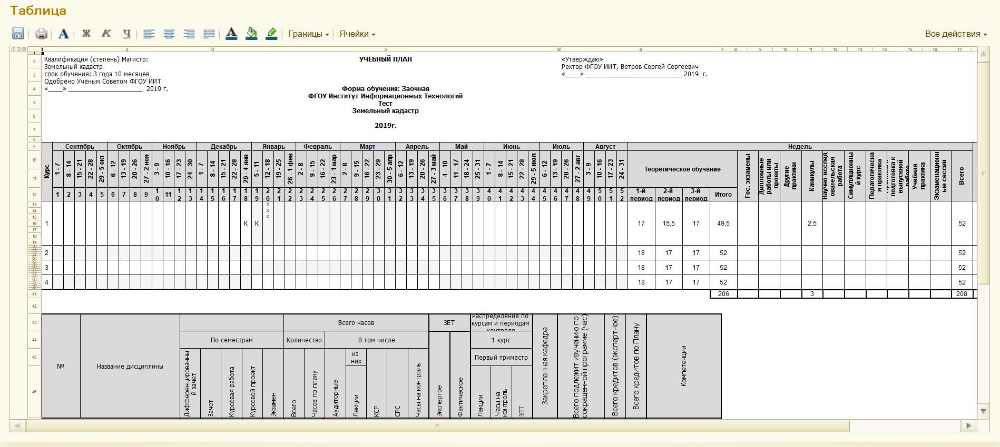 Таблица
А Ж К Ч А Границы Ячейки Все действия
1 2 3
1 2 3 4 5 6 7 8 9 10 11 12 13 14 15 16 17
Квалификация (степень) Магистр:
Земельный кадастр
срок обучения: 3 года 10 месяцев
Одобрено Учёным Советом ФГОУ ИИТ
«____» ____________________ 2019 г.
УЧЕБНЫЙ ПЛАН
Форма обучения: Заочная
ФГОУ Институт Информационных Технологий
Тест
Земельный кадастр
2019г.
«Утверждаю»
Ректор ФГОУ ИИТ, Ветров Сергей Сергеевич
«____» __________________________ 2019 г.
Курс Сентябрь Октябрь Ноябрь Декабрь Январь Февраль Март Апрель Май Июнь Июль Август Недель
1 - 7 8 - 14 15 - 21 22 - 28 29 - 5 окт 6 - 12 13 - 19 20 - 26 27 - 2 ноя 3 - 9 10 - 16 17 - 23 24 - 30 1 - 7 8 - 14 15 - 21 22 - 28 29 - 4 янв 5 - 11 12 - 18 19 - 25 26 - 1 фев 2 - 8 9 - 15 16 - 22 23 - 1 мар 2 - 8 9 - 15 16 - 22 23 - 29 30 - 5 апр 6 - 12 13 - 19 20 - 26 27 - 3 май 4 - 10 11 - 17 18 - 24 25 - 31 1 - 7 8 - 14 15 - 21 22 - 28 29 - 5 июл 6 - 12 13 - 19 20 - 26 27 - 2 авг 3 - 9 10 - 16 17 - 23 24 - 31
Теоретическое обучение
Гос. экзамены
Дипломные работы или проекты
Другие практики
Каникулы
Научно-исслед овательская работа
Симуляционны й курс
Педагогическа я практика
подготовка к выпускной работе
Учебная практика
Экзаменационн ые сессии
Всего
1 2 3 4 5 6 7 8 9 10 11 12 13 14 15 16 17 18 19 20 21 22 23 24 25 26 27 28 29 30 31 32 33 34 35 36 37 38 39 40 41 42 43 44 45 46 47 48 49 50 51 52
1-й период 2-й период 3-й период Итого
К
К
К
1 К К 17 15,5 17 49,5 2,5 52
2 18 17 17 52 52
3 18 17 17 52 52
4 18 17 17 52 52
206 3 208
№ Название дисциплины
Всего часов
ЗЕТ
Распределение по
курсам и периодам
контроля
По семестрам Количество В том числе 1 курс
из
них
Первый триместр
Дифференцированны й зачет
Зачет
Курсовая работа
Курсовой проект
Экзамен
Всего
Часов по плану
Аудиторные
Лекции
КСР
СРС
Часы на контроль
Экспертое
Фактическое
Лекции
Часы на контроль
ЗЕТ
Закрепленная кафедра
Всего подлежит изучению по сокращенной программе (час)
Всего кредитов (экспертное)
Всего кредитов по Плану
Компетенции